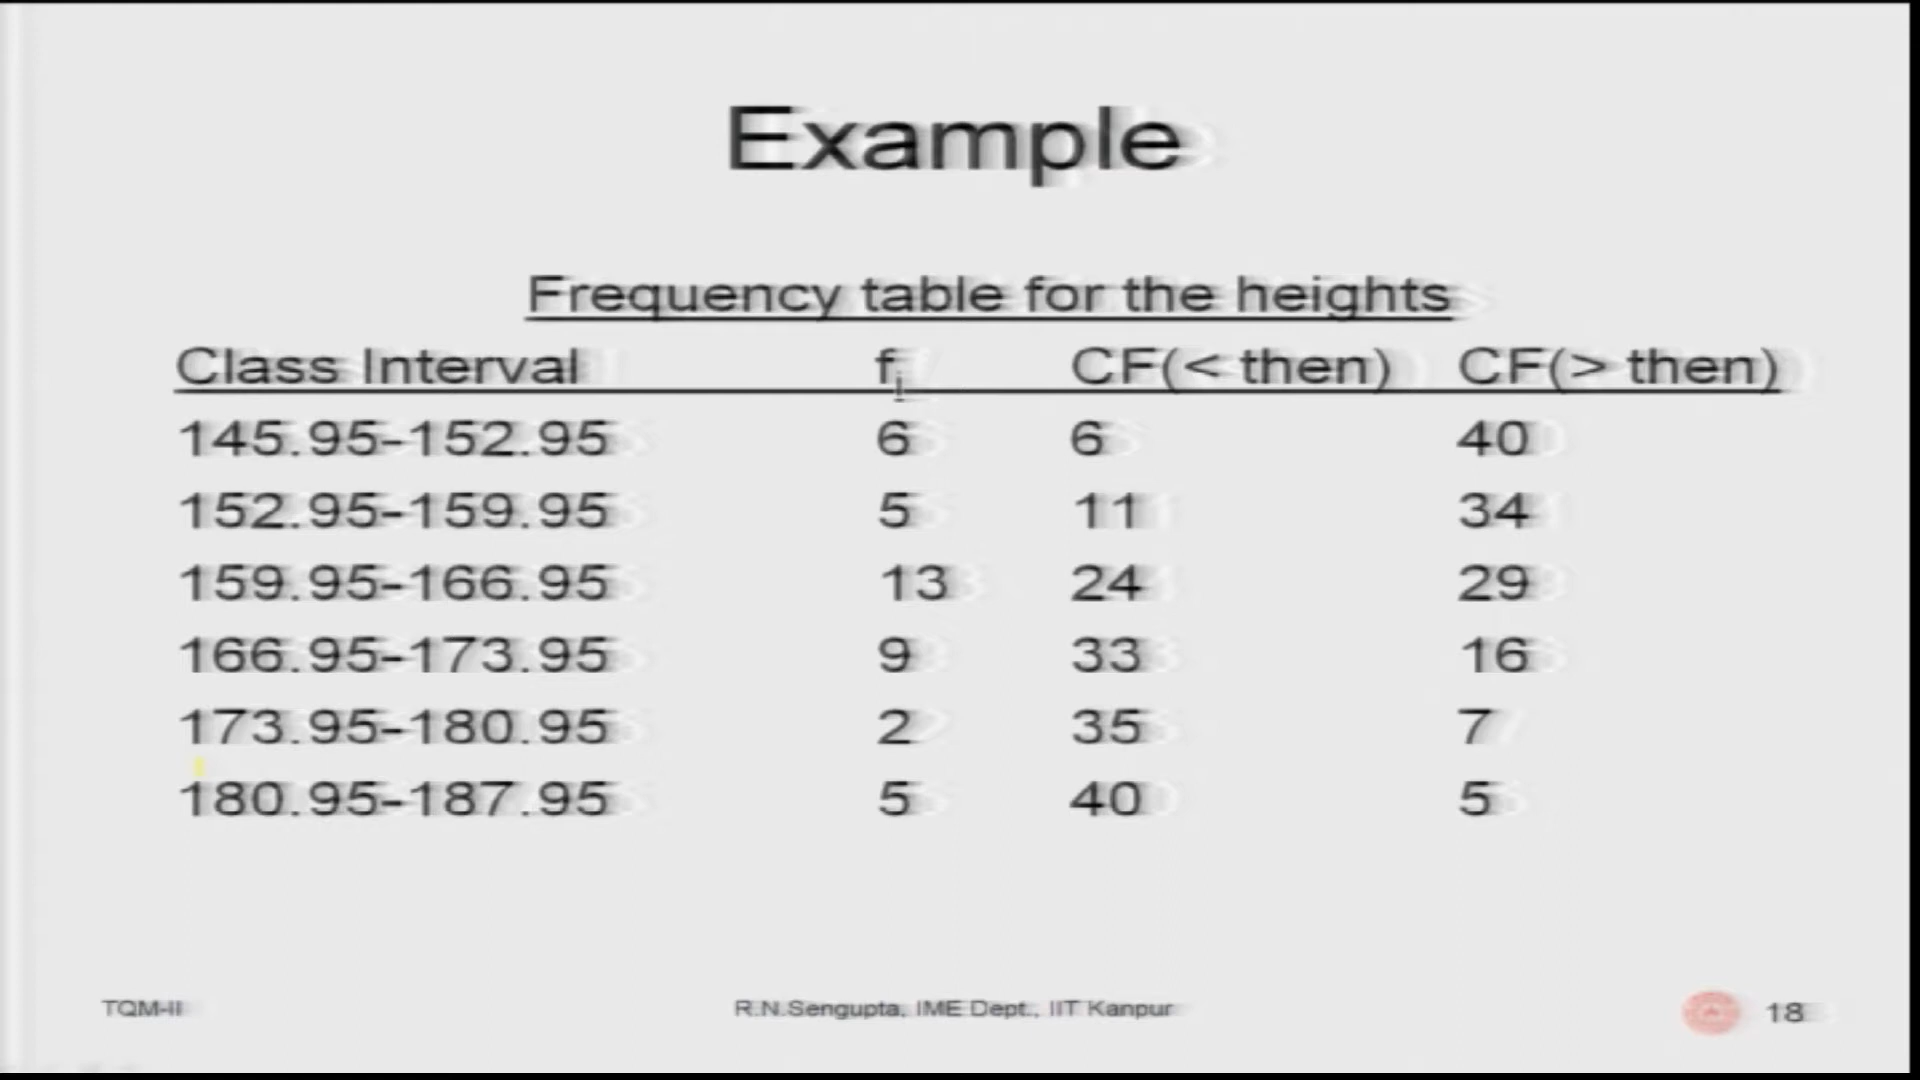 Example
Frequency table for the heights
Class Interval fi CF(< then) CF(> then)
145.95-152.95 6 6 40
152.95-159.95 5 11 34
159.95-166.95 13 24 29
166.95-173.95 9 33 16
173.95-180.95 2 35 7
180.95-187.95 5 40 5
TQM-II R.N.Sengupta, IME Dept., IIT Kanpur 18